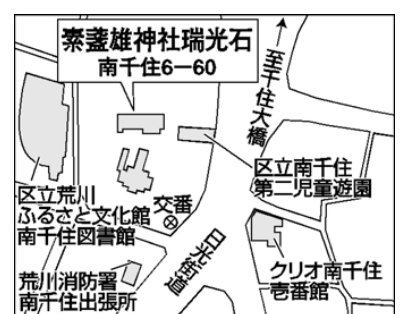 素盞雄神社瑞光石
南千住6－60
至千住大橋
区立南千住
第二児童遊園
区立荒川
ふるさと文化館
南千住図書館
交番
日光街道
荒川消防署
南千住出張所
クリオ南千住
壱番館